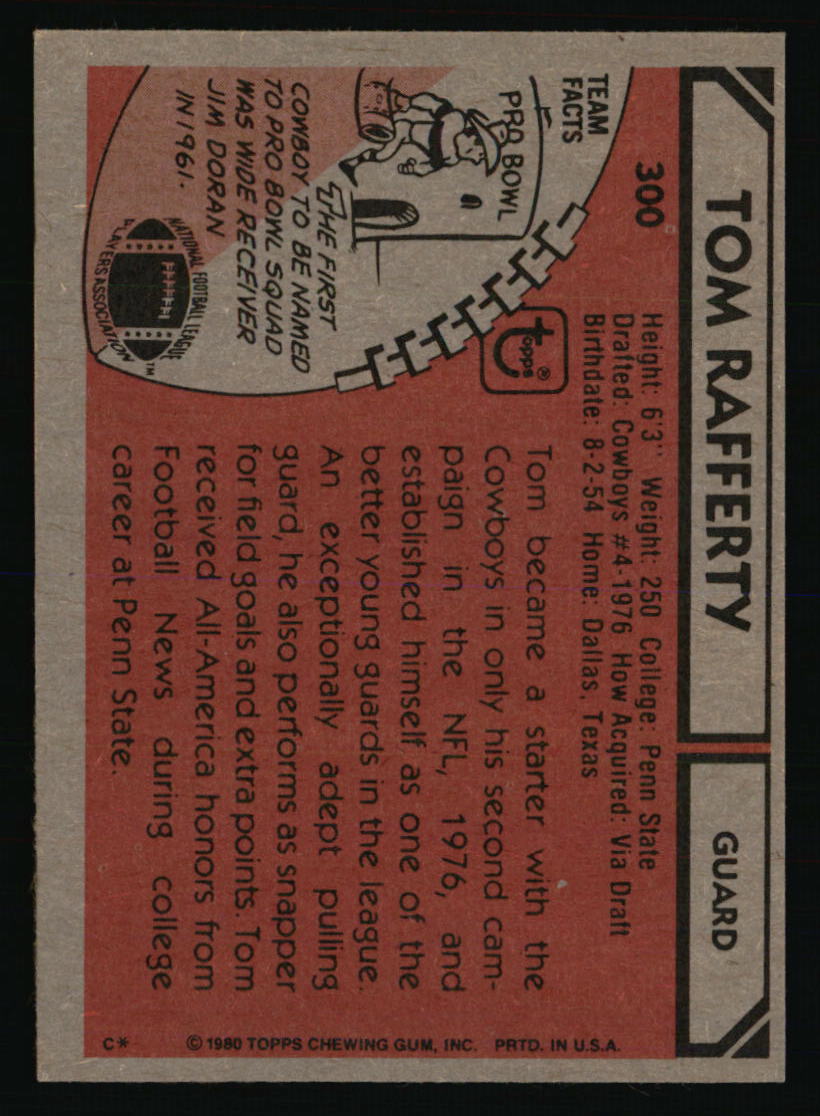 TOM RAFFERTY
GUARD
300
Height: 6'3" Weight: 250 College: Penn State
Drafted: Cowboys #4-1976 How Acquired: Via Draft
Birthdate: 8-2-54 Home: Dallas, Texas
TEAM
FACTS
PRO BOWL
THE FIRST
COWBOY TO BE NAMED
TO PRO BOWL SQUAD
WAS WIDE RECEIVER
JIM DORAN
IN 1961.
topps®
NATIONAL FOOTBALL LEAGUE
PLAYERS ASSOCIATION™
Tom became a starter with the
Cowboys in only his second cam-
paign in the NFL, 1976, and
established himself as one of the
better young guards in the league.
An exceptionally adept pulling
guard, he also performs as snapper
for field goals and extra points. Tom
received All-America honors from
Football News during college
career at Penn State.
C* © 1980 TOPPS CHEWING GUM, INC. PRTD. IN U.S.A.